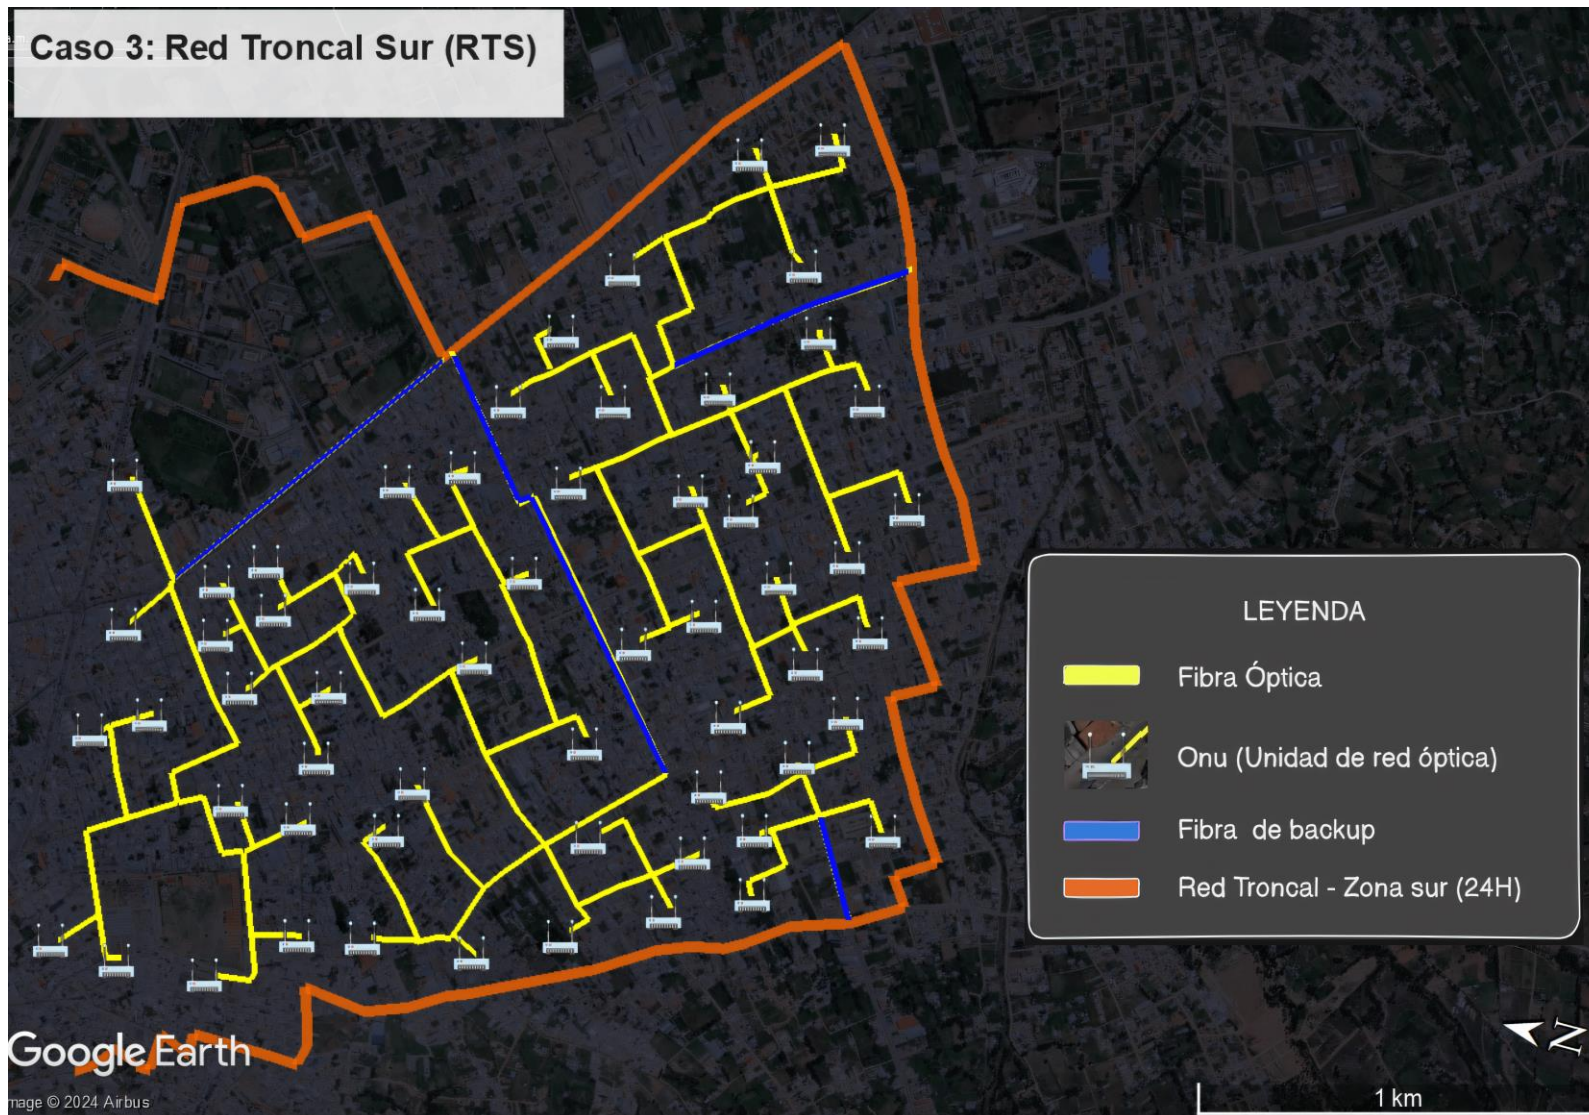 Caso 3: Red Troncal Sur (RTS)
LEYENDA
Fibra Óptica
Onu (Unidad de red óptica)
Fibra de backup
Red Troncal - Zona sur (24H)
Google Earth
mage © 2024 Airbus
N
1 km